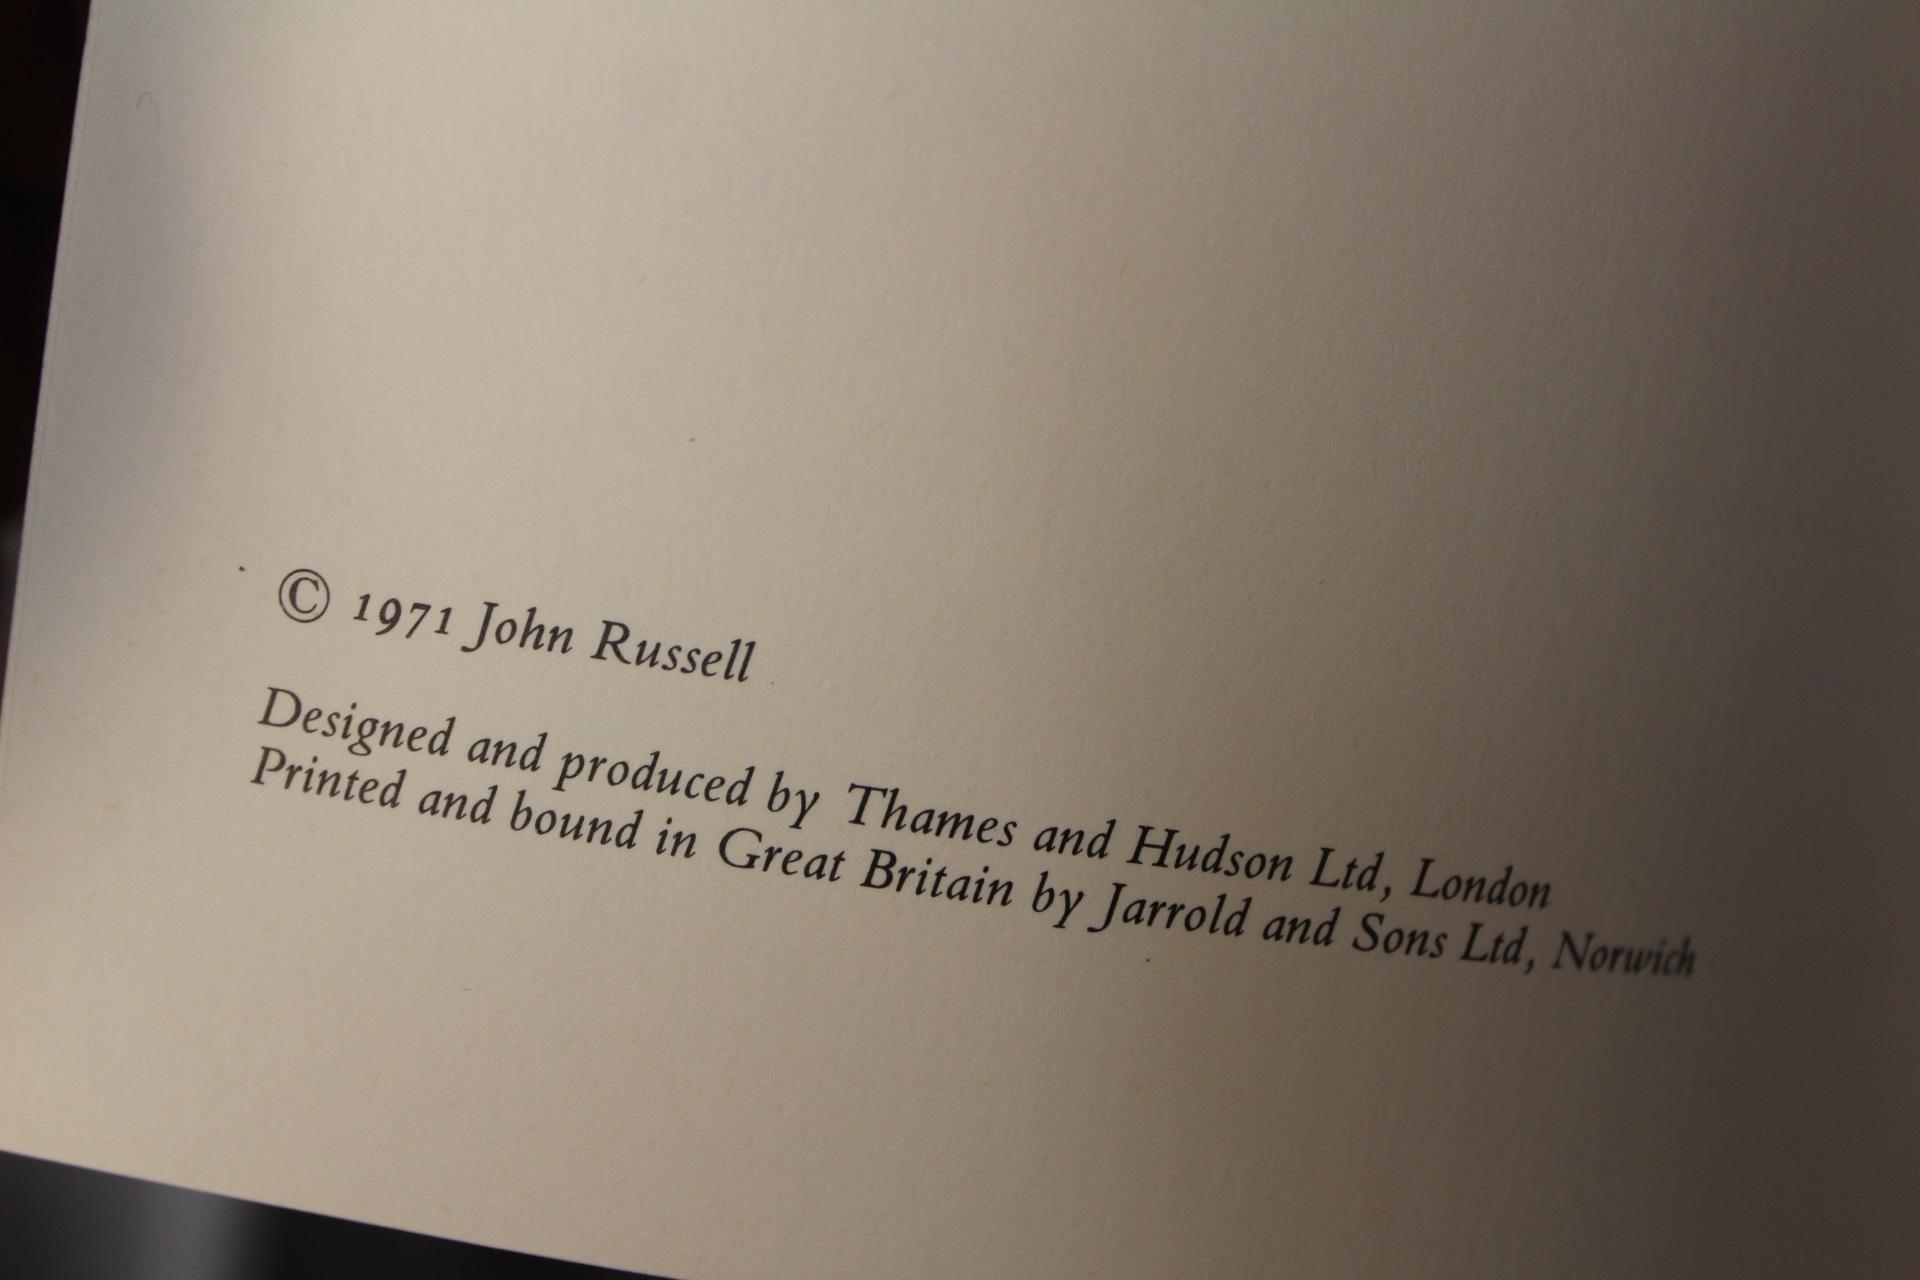 © 1971 John Russell
Designed and produced by Thames and Hudson Ltd, London
Printed and bound in Great Britain by Jarrold and Sons Ltd, Norwich